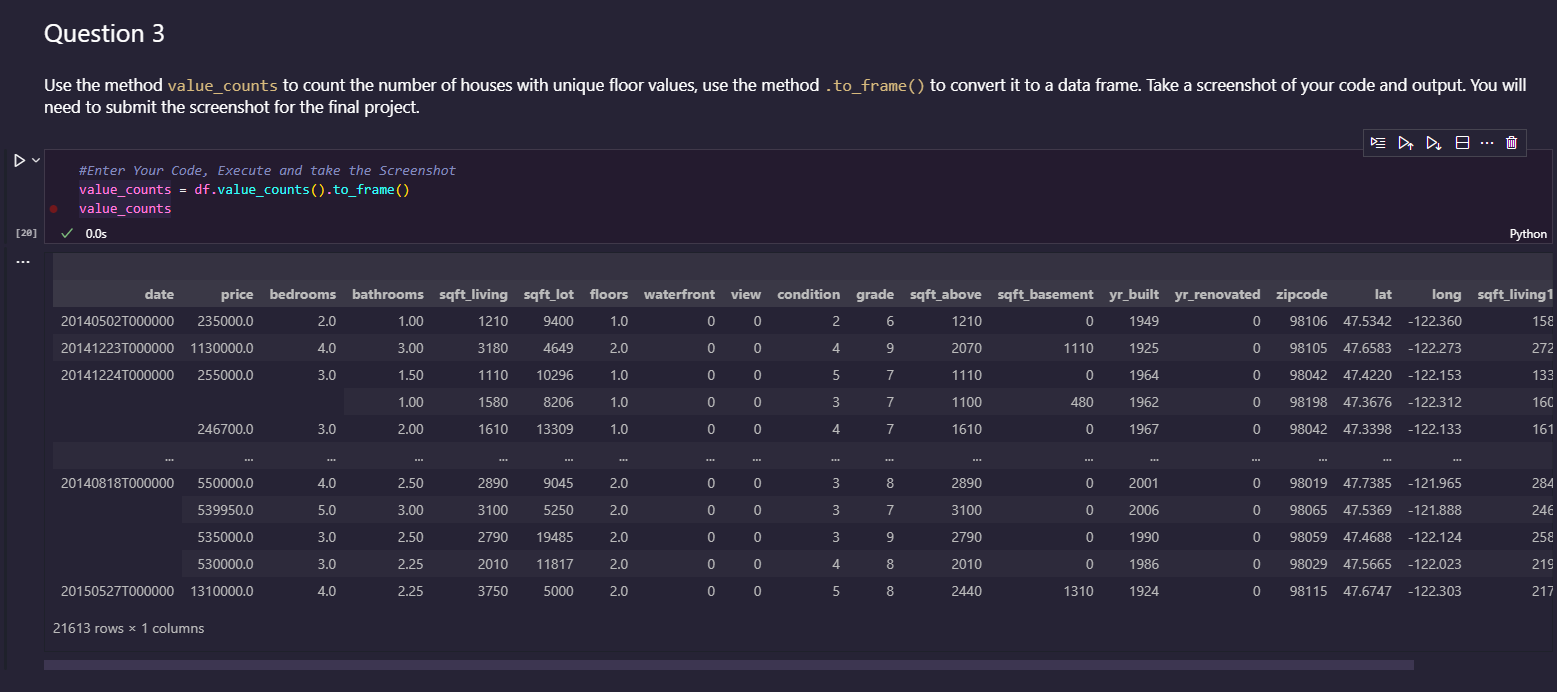 Question 3
Use the method value_counts to count the number of houses with unique floor values, use the method .to_frame() to convert it to a data frame. Take a screenshot of your code and output. You will
need to submit the screenshot for the final project.
#Enter Your Code, Execute and take the Screenshot
value_counts = df.value_counts().to_frame()
value_counts
[20] 0.0s Python
...
date price bedrooms bathrooms sqft_living sqft_lot floors waterfront view condition grade sqft_above sqft_basement yr_built yr_renovated zipcode lat long sqft_living1
20140502T000000 235000.0 2.0 1.00 1210 9400 1.0 0 0 2 6 1210 0 1949 0 98106 47.5342 -122.360 158
20141223T000000 1130000.0 4.0 3.00 3180 4649 2.0 0 0 4 9 2070 1110 1925 0 98105 47.6583 -122.273 272
20141224T000000 255000.0 3.0 1.50 1110 10296 1.0 0 0 5 7 1110 0 1964 0 98042 47.4220 -122.153 133
1.00 1580 8206 1.0 0 0 3 7 1100 480 1962 0 98198 47.3676 -122.312 160
246700.0 3.0 2.00 1610 13309 1.0 0 0 4 7 1610 0 1967 0 98042 47.3398 -122.133 161
... ... ... ... ... ... ... ... ... ... ... ... ... ... ... ... ... ...
20140818T000000 550000.0 4.0 2.50 2890 9045 2.0 0 0 3 8 2890 0 2001 0 98019 47.7385 -121.965 284
539950.0 5.0 3.00 3100 5250 2.0 0 0 3 7 3100 0 2006 0 98065 47.5369 -121.888 246
535000.0 3.0 2.50 2790 19485 2.0 0 0 3 9 2790 0 1990 0 98059 47.4688 -122.124 258
530000.0 3.0 2.25 2010 11817 2.0 0 0 4 8 2010 0 1986 0 98029 47.5665 -122.023 219
20150527T000000 1310000.0 4.0 2.25 3750 5000 2.0 0 0 5 8 2440 1310 1924 0 98115 47.6747 -122.303 217
21613 rows × 1 columns